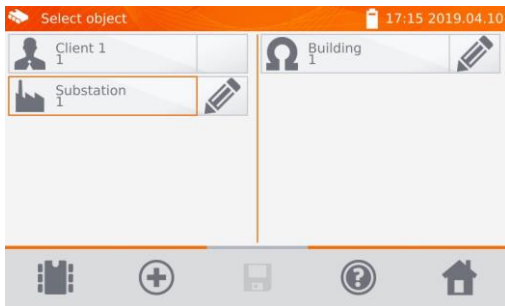 Select object
17:15 2019.04.10
Client 1
1
Substation
1
Building
1